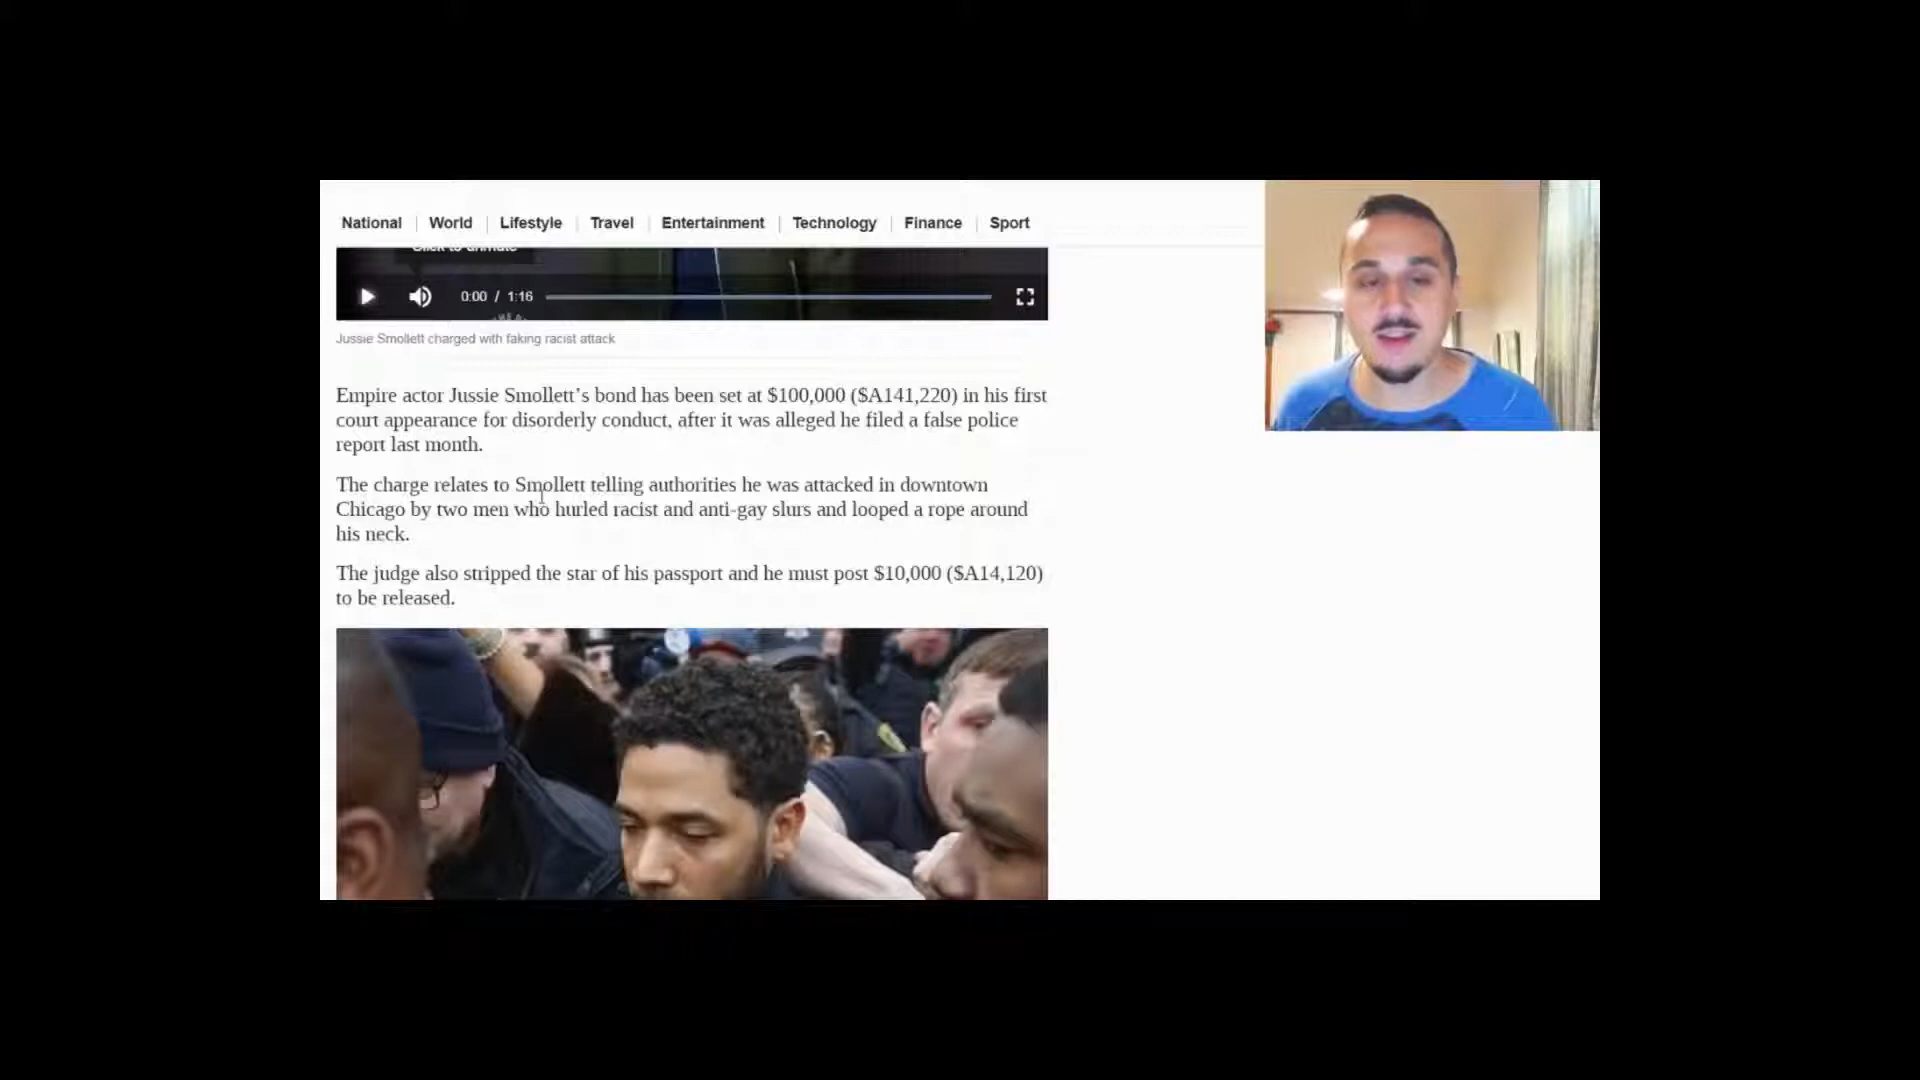 National World Lifestyle Travel Entertainment Technology Finance Sport
Click to unmute
0:00 / 1:16
Jussie Smollett charged with faking racist attack
Empire actor Jussie Smollett’s bond has been set at $100,000 ($A141,220) in his first
court appearance for disorderly conduct, after it was alleged he filed a false police
report last month.
The charge relates to Smollett telling authorities he was attacked in downtown
Chicago by two men who hurled racist and anti-gay slurs and looped a rope around
his neck.
The judge also stripped the star of his passport and he must post $10,000 ($A14,120)
to be released.